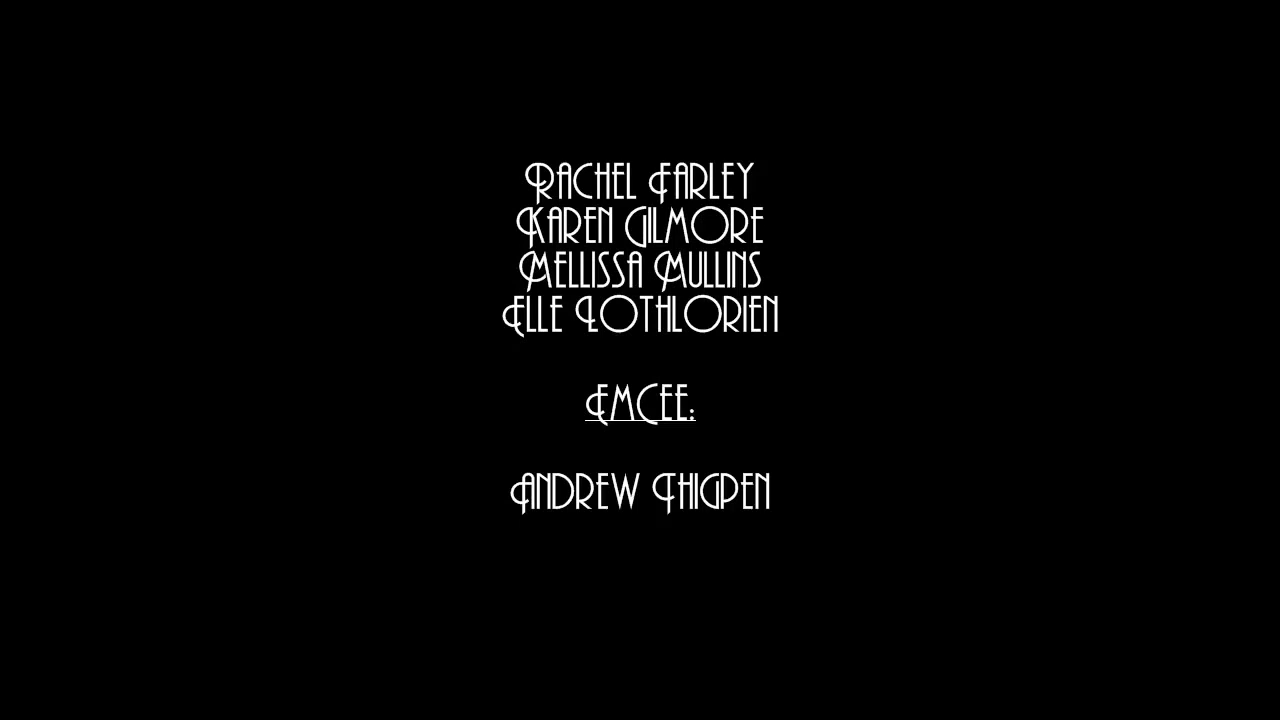 Rachel Farley
Karen Gilmore
Mellissa Mullins
Elle Lothlorien
EmCee:
Andrew Thigpen